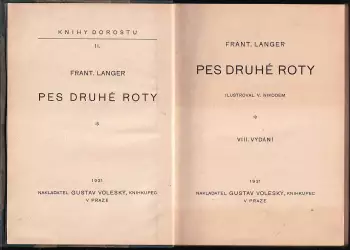 KNIHY DOROSTU
II.
FRANT. LANGER
PES DRUHÉ ROTY
*
1931
NAKLADATEL GUSTAV VOLESKÝ, KNIHKUPEC
V PRAZE
FRANT. LANGER
PES DRUHÉ ROTY
ILUSTROVAL V. NIKODEM
*
VIII. VYDÁNÍ
1931
NAKLADATEL GUSTAV VOLESKÝ, KNIHKUPEC
V PRAZE